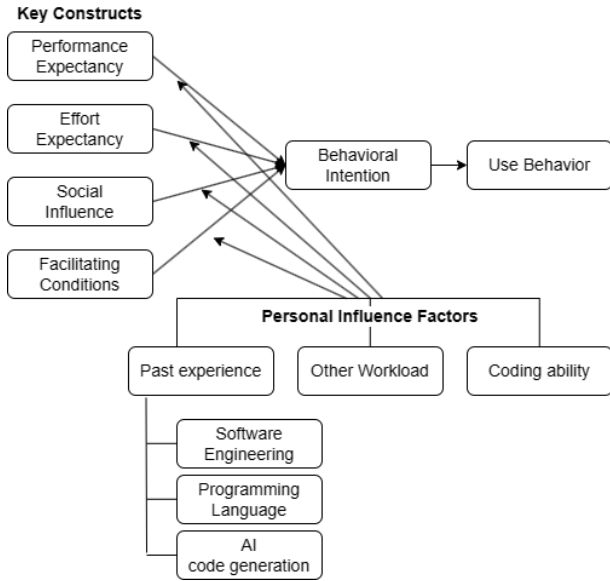 Key Constructs
Performance
Expectancy
Effort
Expectancy
Social
Influence
Facilitating
Conditions
Behavioral
Intention
Use Behavior
Personal Influence Factors
Past experience
Other Workload
Coding ability
Software
Engineering
Programming
Language
AI
code generation